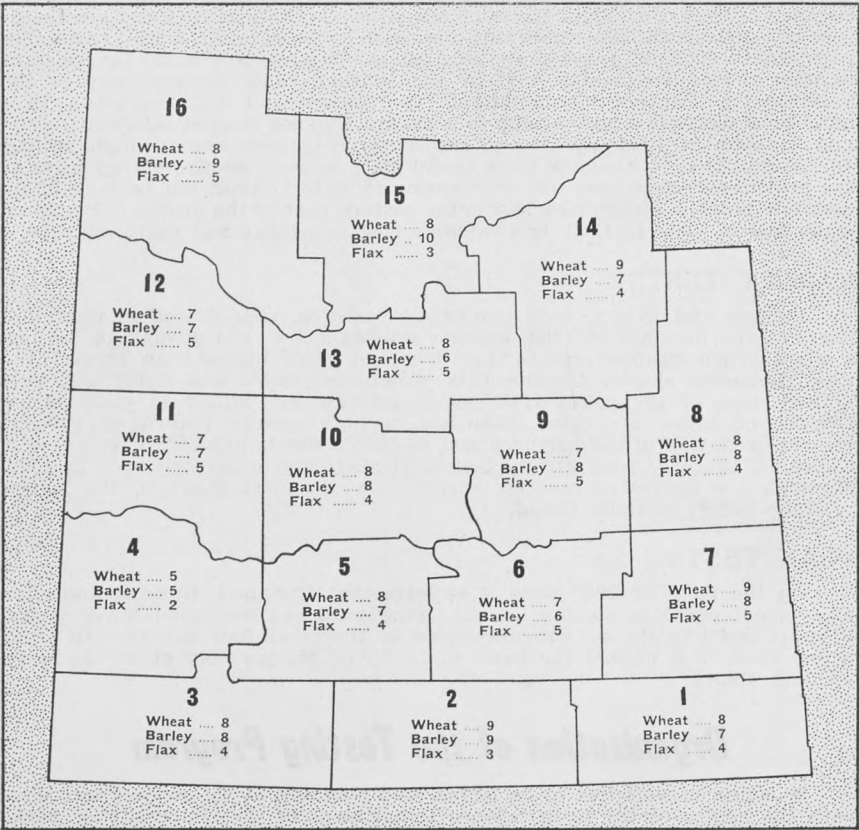 16
Wheat .... 8
Barley .... 9
Flax ...... 5
15
Wheat .... 8
Barley .. 10
Flax ...... 3
14
Wheat .... 9
Barley .... 7
Flax ...... 4
12
Wheat .... 7
Barley .... 7
Flax ...... 5
13
Wheat .... 8
Barley .... 6
Flax ...... 5
11
Wheat .... 7
Barley .... 7
Flax ...... 5
10
Wheat .... 8
Barley .... 8
Flax ...... 4
9
Wheat .... 7
Barley .... 8
Flax ...... 5
8
Wheat .... 8
Barley .... 8
Flax ...... 4
4
Wheat .... 5
Barley .... 5
Flax ...... 2
5
Wheat .... 8
Barley .... 7
Flax ...... 4
6
Wheat .... 7
Barley .... 6
Flax ......
7
Wheat .... 9
Barley .... 8
Flax ...... 5
3
Wheat .... 8
Barley .... 8
Flax ...... 4
2
Wheat .... 9
Barley .... 9
Flax ...... 3
1
Wheat .... 8
Barley .... 7
Flax ...... 4